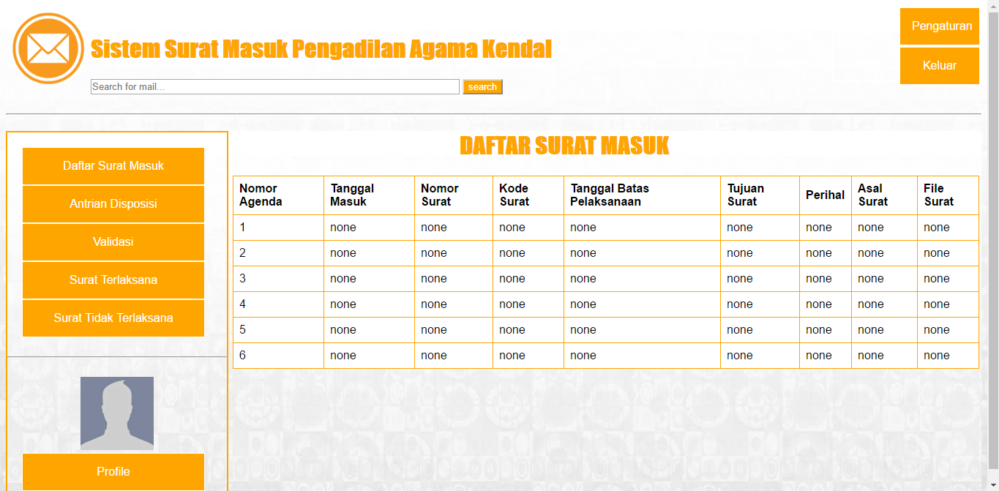 Pengaturan
Sistem Surat Masuk Pengadilan Agama Kendal
Keluar
Search for mail... search
Daftar Surat Masuk
Antrian Disposisi
Validasi
Surat Terlaksana
Surat Tidak Terlaksana
Profile
DAFTAR SURAT MASUK
Nomor Agenda Tanggal Masuk Nomor Surat Kode Surat Tanggal Batas Pelaksanaan Tujuan Surat Perihal Asal Surat File Surat
1 none none none none none none none none
2 none none none none none none none none
3 none none none none none none none none
4 none none none none none none none none
5 none none none none none none none none
6 none none none none none none none none